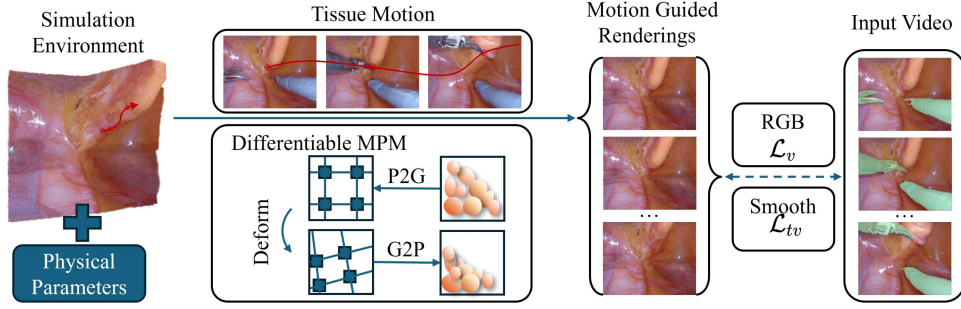 Simulation
Environment
Physical
Parameters
Tissue Motion
Differentiable MPM
P2G
Deform
G2P
Motion Guided
Renderings
...
RGB
ℒᵥ
Smooth
ℒₜᵥ
Input Video
...